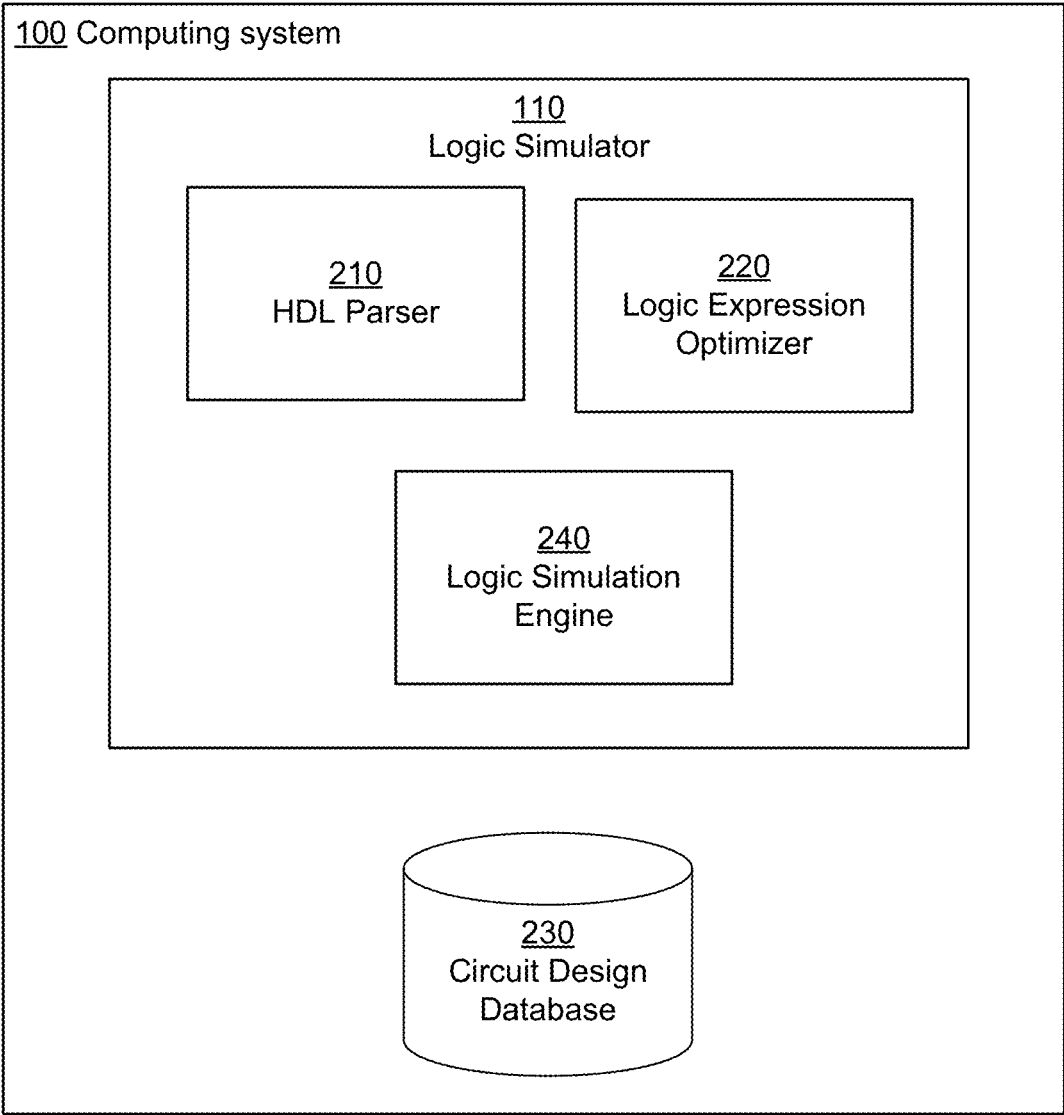 100 Computing system
110
Logic Simulator
210
HDL Parser
220
Logic Expression
Optimizer
240
Logic Simulation
Engine
230
Circuit Design
Database